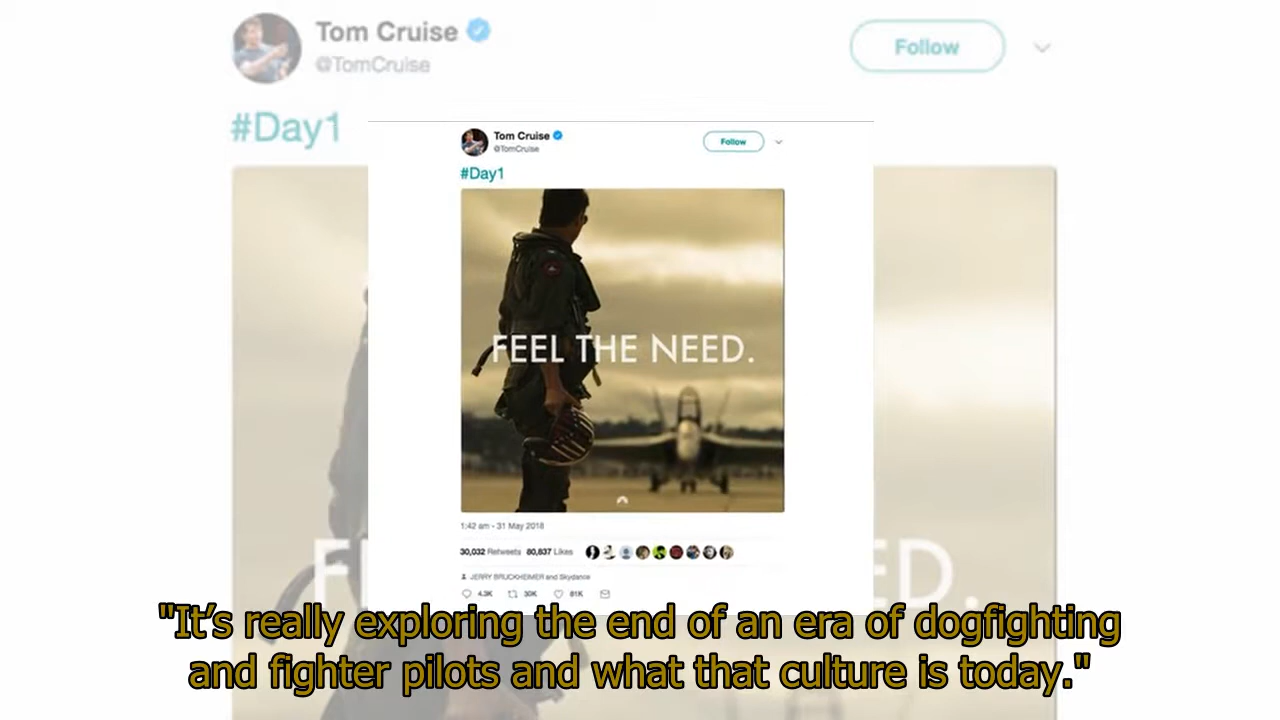 Tom Cruise
@TomCruise
Follow
#Day1
Tom Cruise
@TomCruise
Follow
#Day1
FEEL THE NEED.
1:42 am - 31 May 2018
30,032 Retweets 80,837 Likes
JERRY BRUCKHEIMER and Skydance
4.3K 30K 81K
ED.
"It’s really exploring the end of an era of dogfighting
and fighter pilots and what that culture is today."